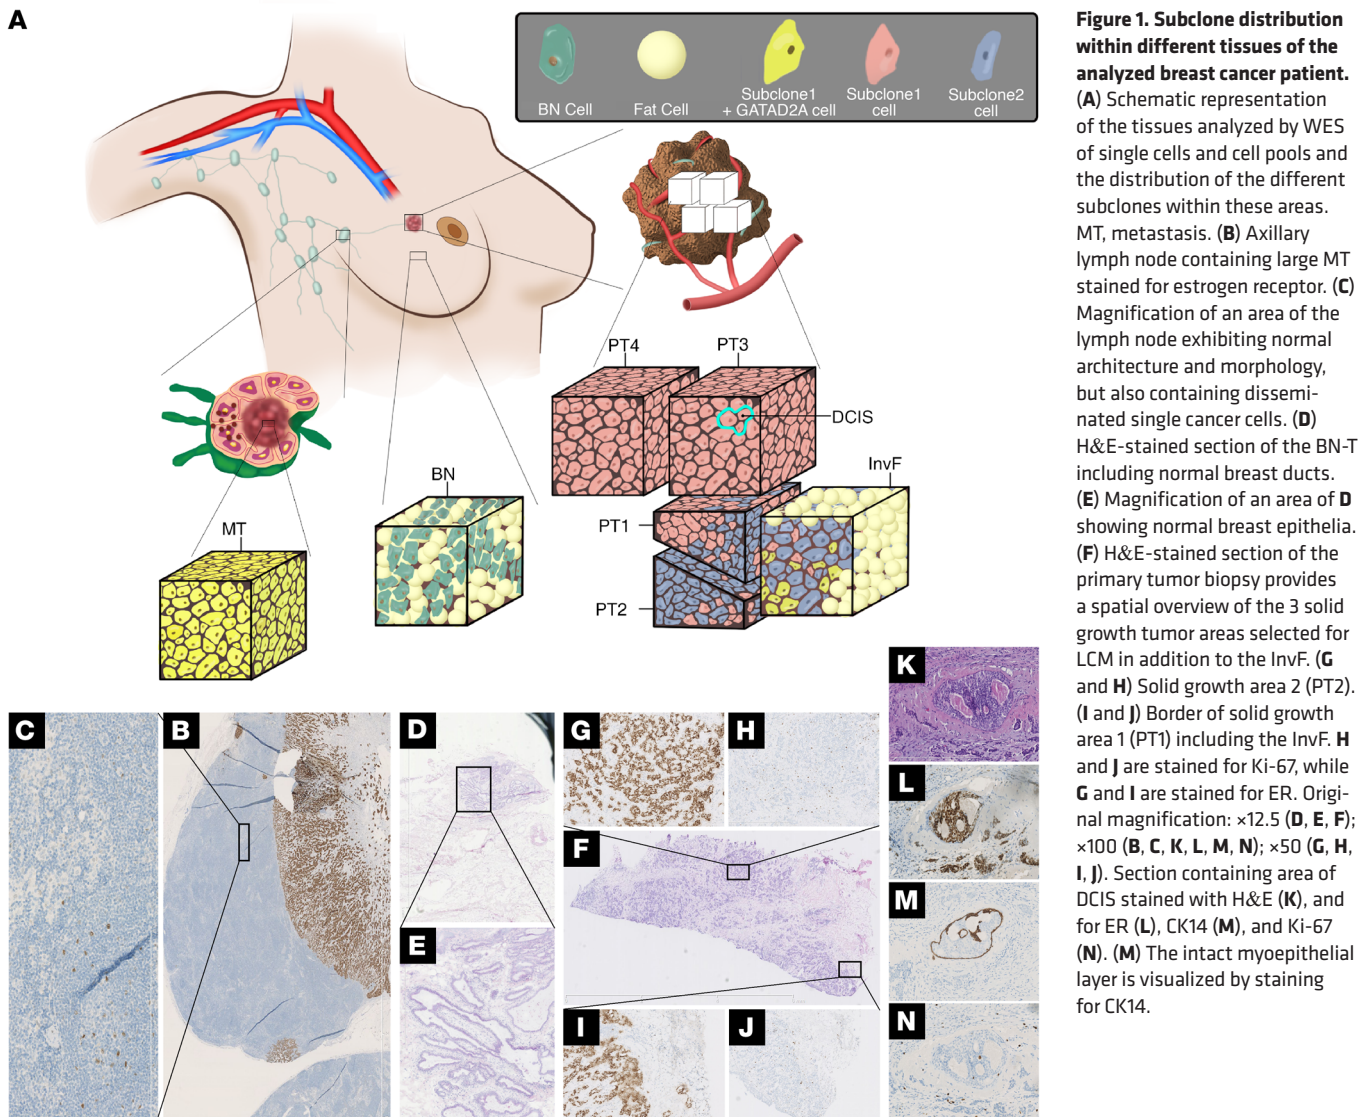 A
BN Cell
Fat Cell
Subclone1
+ GATAD2A cell
Subclone1
cell
Subclone2
cell
PT4
PT3
DCIS
InvF
BN
PT1
MT
PT2
K
C
B
D
G
H
L
F
M
E
I
J
N
Figure 1. Subclone distribution
within different tissues of the
analyzed breast cancer patient.
(A) Schematic representation
of the tissues analyzed by WES
of single cells and cell pools and
the distribution of the different
subclones within these areas.
MT, metastasis. (B) Axillary
lymph node containing large MT
stained for estrogen receptor. (C)
Magnification of an area of the
lymph node exhibiting normal
architecture and morphology,
but also containing dissemi-
nated single cancer cells. (D)
H&E-stained section of the BN-T
including normal breast ducts.
(E) Magnification of an area of D
showing normal breast epithelia.
(F) H&E-stained section of the
primary tumor biopsy provides
a spatial overview of the 3 solid
growth tumor areas selected for
LCM in addition to the InvF. (G
and H) Solid growth area 2 (PT2).
(I and J) Border of solid growth
area 1 (PT1) including the InvF. H
and J are stained for Ki-67, while
G and I are stained for ER. Origi-
nal magnification: ×12.5 (D, E, F);
×100 (B, C, K, L, M, N); ×50 (G, H,
I, J). Section containing area of
DCIS stained with H&E (K), and
for ER (L), CK14 (M), and Ki-67
(N). (M) The intact myoepithelial
layer is visualized by staining
for CK14.